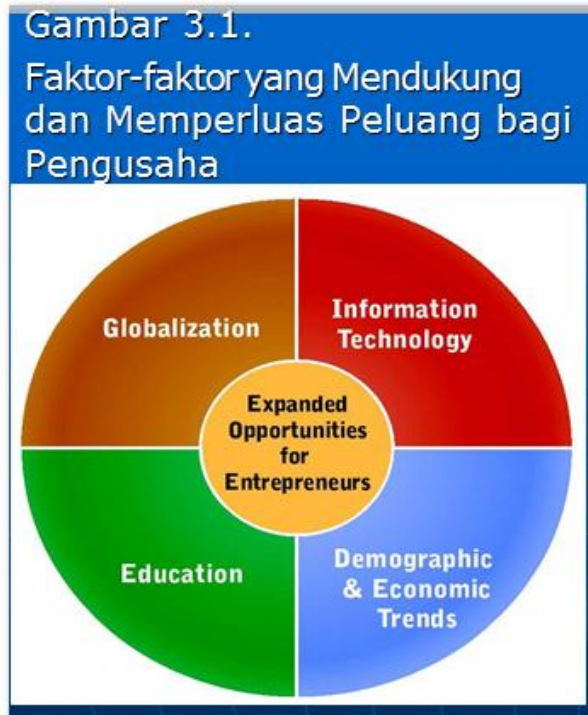 Gambar 3.1.
Faktor-faktor yang Mendukung
dan Memperluas Peluang bagi
Pengusaha
Globalization
Information
Technology
Expanded
Opportunities
for
Entrepreneurs
Education
Demographic
& Economic
Trends